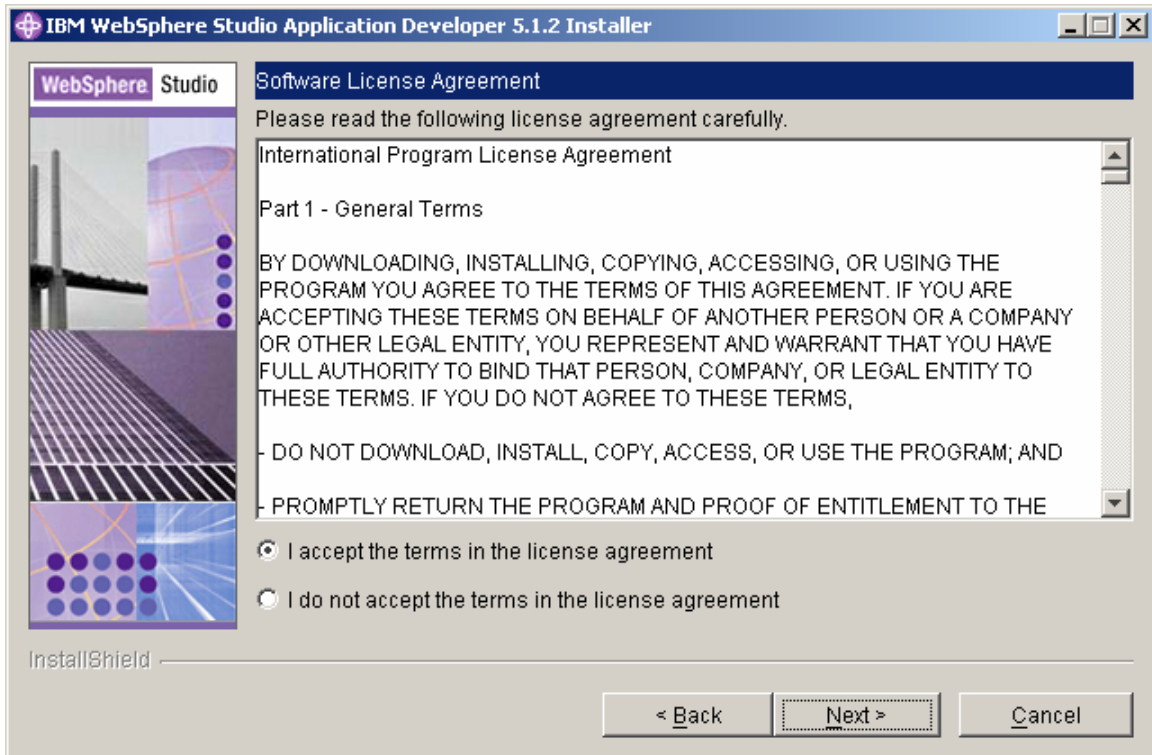 IBM WebSphere Studio Application Developer 5.1.2 Installer
WebSphere Studio
Software License Agreement
Please read the following license agreement carefully.
International Program License Agreement
Part 1 - General Terms
BY DOWNLOADING, INSTALLING, COPYING, ACCESSING, OR USING THE
PROGRAM YOU AGREE TO THE TERMS OF THIS AGREEMENT. IF YOU ARE
ACCEPTING THESE TERMS ON BEHALF OF ANOTHER PERSON OR A COMPANY
OR OTHER LEGAL ENTITY, YOU REPRESENT AND WARRANT THAT YOU HAVE
FULL AUTHORITY TO BIND THAT PERSON, COMPANY, OR LEGAL ENTITY TO
THESE TERMS. IF YOU DO NOT AGREE TO THESE TERMS,
- DO NOT DOWNLOAD, INSTALL, COPY, ACCESS, OR USE THE PROGRAM; AND
- PROMPTLY RETURN THE PROGRAM AND PROOF OF ENTITLEMENT TO THE
I accept the terms in the license agreement
I do not accept the terms in the license agreement
InstallShield
< Back Next > Cancel